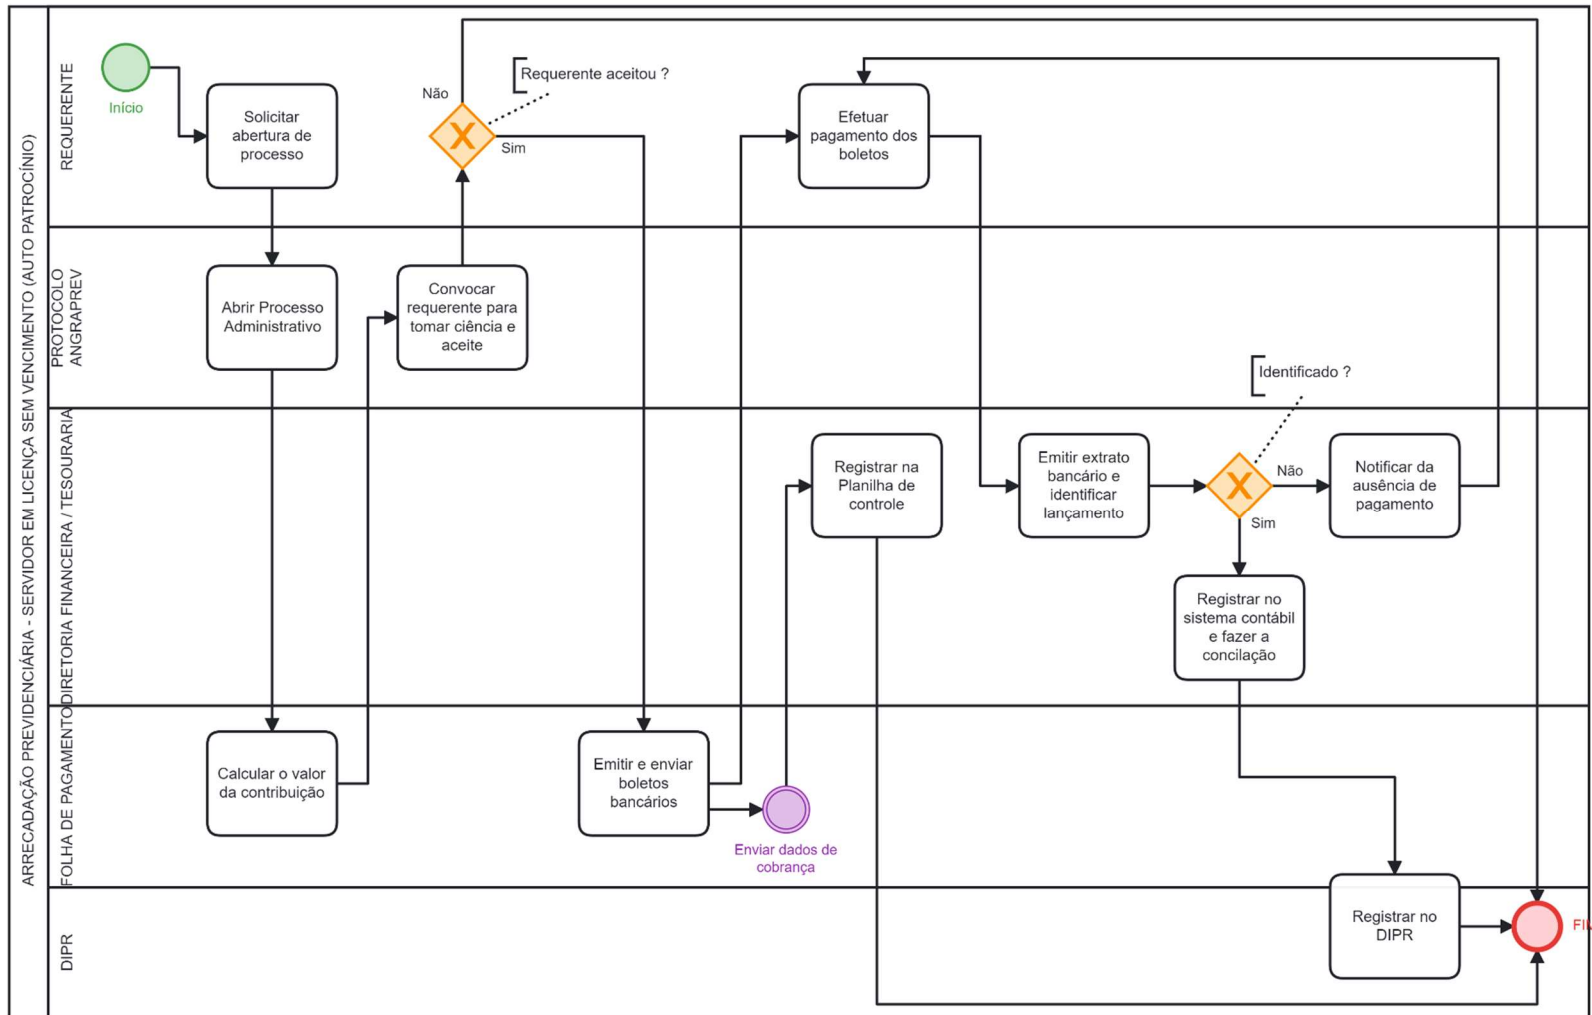 ARRECADAÇÃO PREVIDENCIÁRIA - SERVIDOR EM LICENÇA SEM VENCIMENTO (AUTO PATROCÍNIO)
REQUERENTE
Início
Solicitar
abertura de
processo
Não
Requerente aceitou ?
Sim
Efetuar
pagamento dos
boletos
PROTOCOLO
ANGRAPREV
Abrir Processo
Administrativo
Convocar
requerente para
tomar ciência e
aceite
Identificado ?
DIRETORIA FINANCEIRA / TESOURARIA
Registrar na
Planilha de
controle
Emitir extrato
bancário e
identificar
lançamento
Não
Sim
Notificar da
ausência de
pagamento
Registrar no
sistema contábil
e fazer a
concilação
FOLHA DE PAGAMENTO
Calcular o valor
da contribuição
Emitir e enviar
boletos
bancários
Enviar dados de
cobrança
DIPR
Registrar no
DIPR